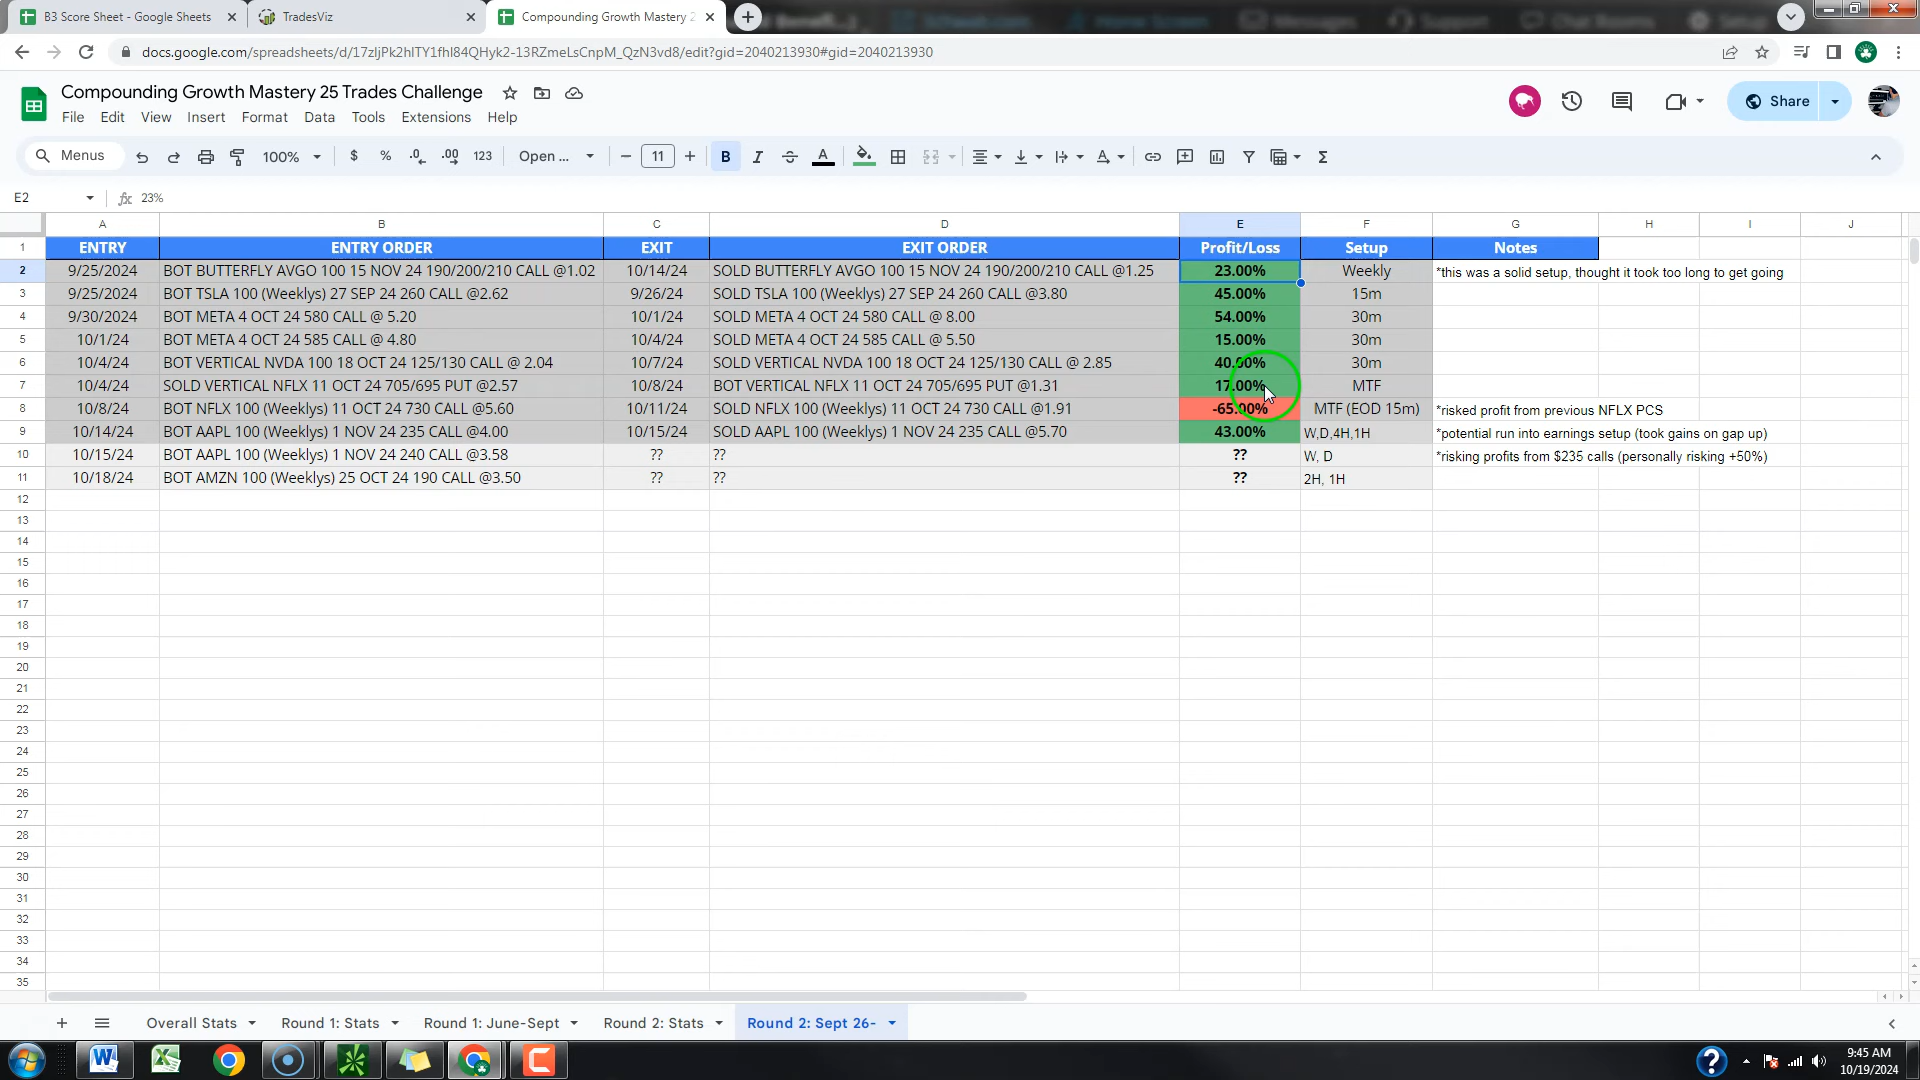 B3 Score Sheet - Google Sheets
TradesViz
Compounding Growth Mastery 2
docs.google.com/spreadsheets/d/17zIjPk2hITY1fhI84QHyk2-13RZmeLsCnpM_QzN3vd8/edit?gid=2040213930#gid=2040213930
Compounding Growth Mastery 25 Trades Challenge
File Edit View Insert Format Data Tools Extensions Help
Share
Menus 100% $ % .0 .00 123 Open ... 11 B I A
E2 fx 23%
A B C D E F G H I J
1 ENTRY ENTRY ORDER EXIT EXIT ORDER Profit/Loss Setup Notes
2 9/25/2024 BOT BUTTERFLY AVGO 100 15 NOV 24 190/200/210 CALL @1.02 10/14/24 SOLD BUTTERFLY AVGO 100 15 NOV 24 190/200/210 CALL @1.25 23.00% Weekly *this was a solid setup, thought it took too long to get going
3 9/25/2024 BOT TSLA 100 (Weeklys) 27 SEP 24 260 CALL @2.62 9/26/24 SOLD TSLA 100 (Weeklys) 27 SEP 24 260 CALL @3.80 45.00% 15m
4 9/30/2024 BOT META 4 OCT 24 580 CALL @ 5.20 10/1/24 SOLD META 4 OCT 24 580 CALL @ 8.00 54.00% 30m
5 10/1/24 BOT META 4 OCT 24 585 CALL @ 4.80 10/4/24 SOLD META 4 OCT 24 585 CALL @ 5.50 15.00% 30m
6 10/4/24 BOT VERTICAL NVDA 100 18 OCT 24 125/130 CALL @ 2.04 10/7/24 SOLD VERTICAL NVDA 100 18 OCT 24 125/130 CALL @ 2.85 40.00% 30m
7 10/4/24 SOLD VERTICAL NFLX 11 OCT 24 705/695 PUT @2.57 10/8/24 BOT VERTICAL NFLX 11 OCT 24 705/695 PUT @1.31 17.00% MTF
8 10/8/24 BOT NFLX 100 (Weeklys) 11 OCT 24 730 CALL @5.60 10/11/24 SOLD NFLX 100 (Weeklys) 11 OCT 24 730 CALL @1.91 -65.00% MTF (EOD 15m) *risked profit from previous NFLX PCS
9 10/14/24 BOT AAPL 100 (Weeklys) 1 NOV 24 235 CALL @4.00 10/15/24 SOLD AAPL 100 (Weeklys) 1 NOV 24 235 CALL @5.70 43.00% W,D,4H,1H *potential run into earnings setup (took gains on gap up)
10 10/15/24 BOT AAPL 100 (Weeklys) 1 NOV 24 240 CALL @3.58 ?? ?? ?? W, D *risking profits from $235 calls (personally risking +50%)
11 10/18/24 BOT AMZN 100 (Weeklys) 25 OCT 24 190 CALL @3.50 ?? ?? ?? 2H, 1H
12
13
14
15
16
17
18
19
20
21
22
23
24
25
26
27
28
29
30
31
32
33
34
35
Overall Stats Round 1: Stats Round 1: June-Sept Round 2: Stats Round 2: Sept 26-
9:45 AM
10/19/2024